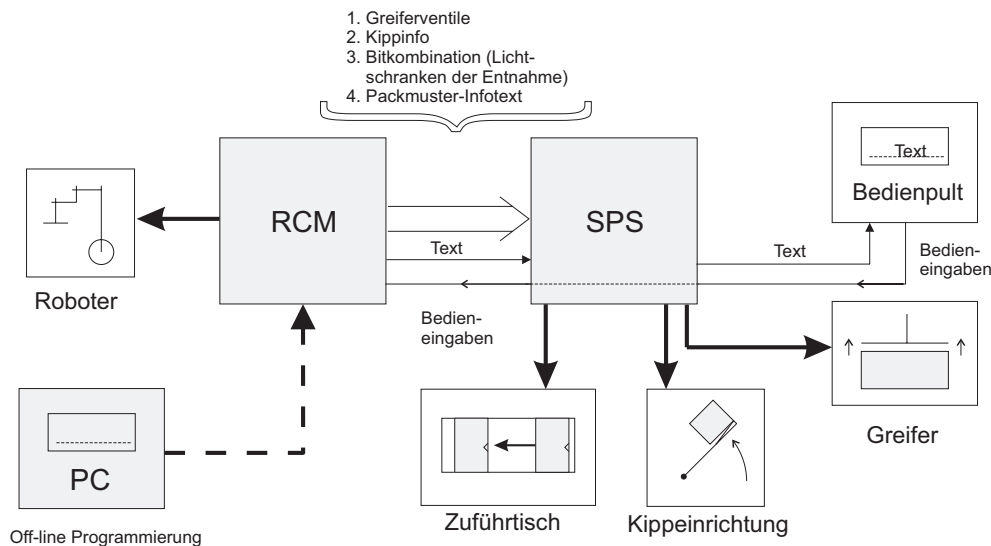 1. Greiferventile
2. Kippinfo
3. Bitkombination (Licht-
schranken der Entnahme)
4. Packmuster-Infotext
RCM
SPS
Text
Bedienpult
Roboter
Text
Text
Bedien-
eingaben
Bedien-
eingaben
PC
Off-line Programmierung
Zuführtisch
Kippeinrichtung
Greifer